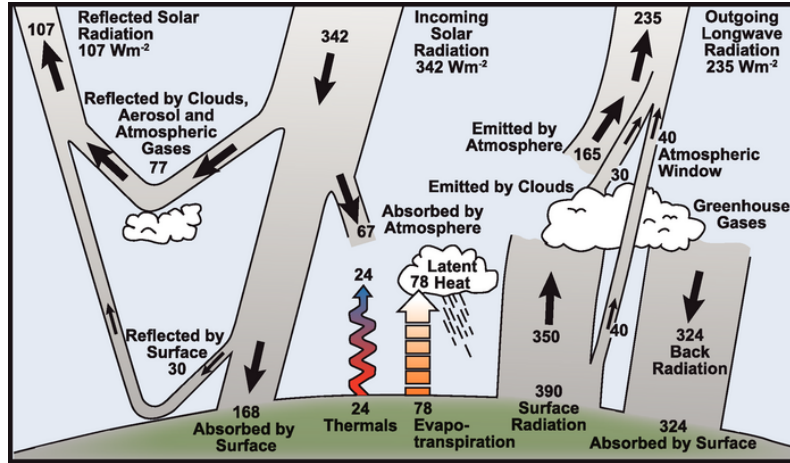 Reflected Solar
Radiation
107 Wm-2
107
342
Incoming
Solar
Radiation
342 Wm-2
235
Outgoing
Longwave
Radiation
235 Wm-2
Reflected by Clouds,
Aerosol and
Atmospheric
Gases
77
Emitted by
Atmosphere
165
40
Atmospheric
Window
30
Emitted by Clouds
Greenhouse
Gases
Absorbed by
Atmosphere
67
24
Latent
Heat
78
350
40
324
Back
Radiation
Reflected by
Surface
30
168
Absorbed by
Surface
24
Thermals
78
Evapo-
transpiration
390
Surface
Radiation
324
Absorbed by Surface